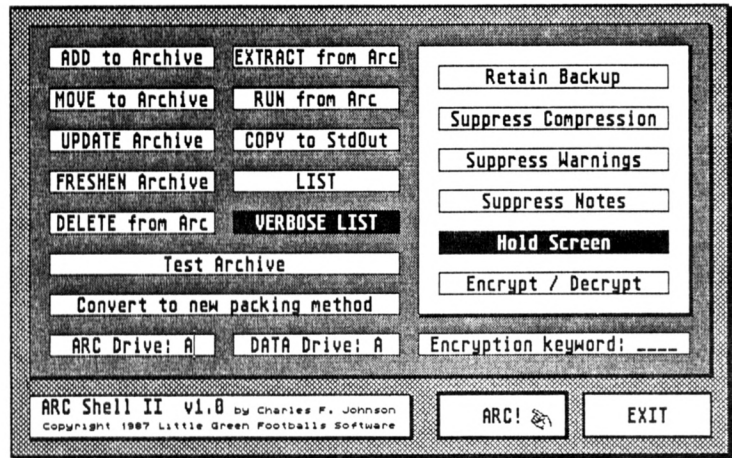 ADD to Archive
EXTRACT from Arc
MOVE to Archive
RUN from Arc
UPDATE Archive
COPY to StdOut
FRESHEN Archive
LIST
DELETE from Arc
VERBOSE LIST
Test Archive
Convert to new packing method
ARC Drive: A
DATA Drive: A
Retain Backup
Suppress Compression
Suppress Warnings
Suppress Notes
Hold Screen
Encrypt / Decrypt
Encryption keyword: ____
ARC Shell II v1.8 by Charles F. Johnson
Copyright 1987 Little Green Footballs Software
ARC!
EXIT